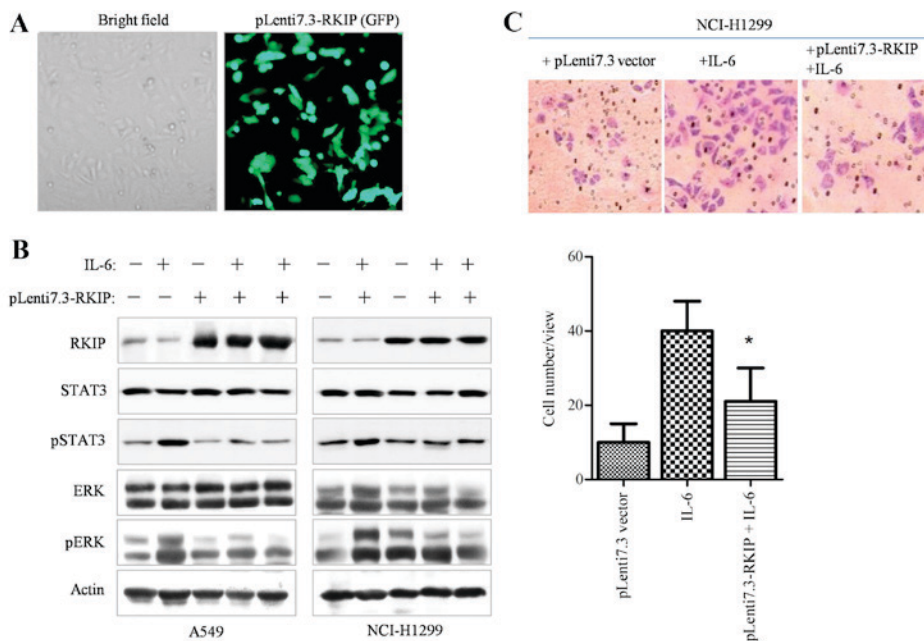 A
Bright field
pLenti7.3-RKIP (GFP)
B
IL-6: − + − + + − + − + +
pLenti7.3-RKIP: − − + + + − + − + +
RKIP
STAT3
pSTAT3
ERK
pERK
Actin
A549
NCI-H1299
C
NCI-H1299
+ pLenti7.3 vector
+IL-6
+pLenti7.3-RKIP
+IL-6
60
40
20
0
Cell number/view
*
pLenti7.3 vector
IL-6
pLenti7.3-RKIP + IL-6